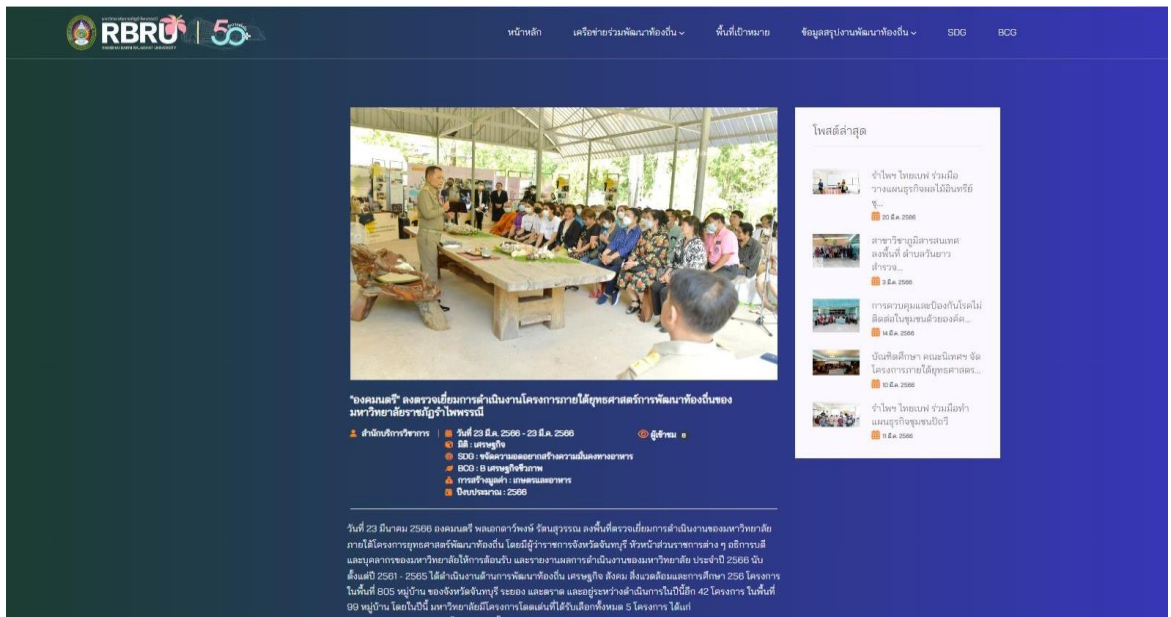 มหาวิทยาลัยราชภัฏรำไพพรรณี
RBRU
RAMBHAI BARNI RAJABHAT UNIVERSITY
50
หน้าหลัก
เครือข่ายร่วมพัฒนาท้องถิ่น
พื้นที่เป้าหมาย
ข้อมูลสรุปงานพัฒนาท้องถิ่น
SDG
BCG
"องคมนตรี" ลงตรวจเยี่ยมการดำเนินงานโครงการภายใต้ยุทธศาสตร์การพัฒนาท้องถิ่นของ
มหาวิทยาลัยราชภัฏรำไพพรรณี
สำนักบริการวิชาการ
วันที่ 23 มี.ค. 2566 - 23 มี.ค. 2566
ผู้เข้าชม 8
มิติ : เศรษฐกิจ
SDG : ขจัดความอดอยากสร้างความมั่นคงทางอาหาร
BCG : B เศรษฐกิจชีวภาพ
การสร้างมูลค่า : เกษตรและอาหาร
ปีงบประมาณ : 2566
วันที่ 23 มีนาคม 2566 องคมนตรี พลเอกดาว์พงษ์ รัตนสุวรรณ ลงพื้นที่ตรวจเยี่ยมการดำเนินงานของมหาวิทยาลัย
ภายใต้โครงการยุทธศาสตร์พัฒนาท้องถิ่น โดยมีผู้ว่าราชการจังหวัดจันทบุรี หัวหน้าส่วนราชการต่าง ๆ อธิการบดี
และบุคลากรของมหาวิทยาลัยให้การต้อนรับ และรายงานผลการดำเนินงานของมหาวิทยาลัย ประจำปี 2566 นับ
ตั้งแต่ปี 2561 - 2565 ได้ดำเนินงานด้านการพัฒนาท้องถิ่น เศรษฐกิจ สังคม สิ่งแวดล้อมและการศึกษา 256 โครงการ
ในพื้นที่ 805 หมู่บ้าน ของจังหวัดจันทบุรี ระยอง และตราด และอยู่ระหว่างดำเนินการในปีนี้อีก 42 โครงการ ในพื้นที่
99 หมู่บ้าน โดยในปีนี้ มหาวิทยาลัยมีโครงการโดดเด่นที่ได้รับเลือกทั้งหมด 5 โครงการ ได้แก่
โพสต์ล่าสุด
รำไพฯ ไทยเบฟ ร่วมมือ
วางแผนธุรกิจผลไม้อินทรีย์
ชุ...
20 มี.ค. 2566
สาขาวิชาภูมิสารสนเทศ
ลงพื้นที่ ตำบลวันยาว
สำรวจ...
3 มี.ค. 2566
การควบคุมและป้องกันโรคไม่
ติดต่อในชุมชนด้วยองค์ค...
14 มี.ค. 2566
บัณฑิตศึกษา คณะนิเทศฯ จัด
โครงการภายใต้ยุทธศาสตร...
10 มี.ค. 2566
รำไพฯ ไทยเบฟ ร่วมมือทำ
แผนธุรกิจชุมชนปัถวี
11 มี.ค. 2566